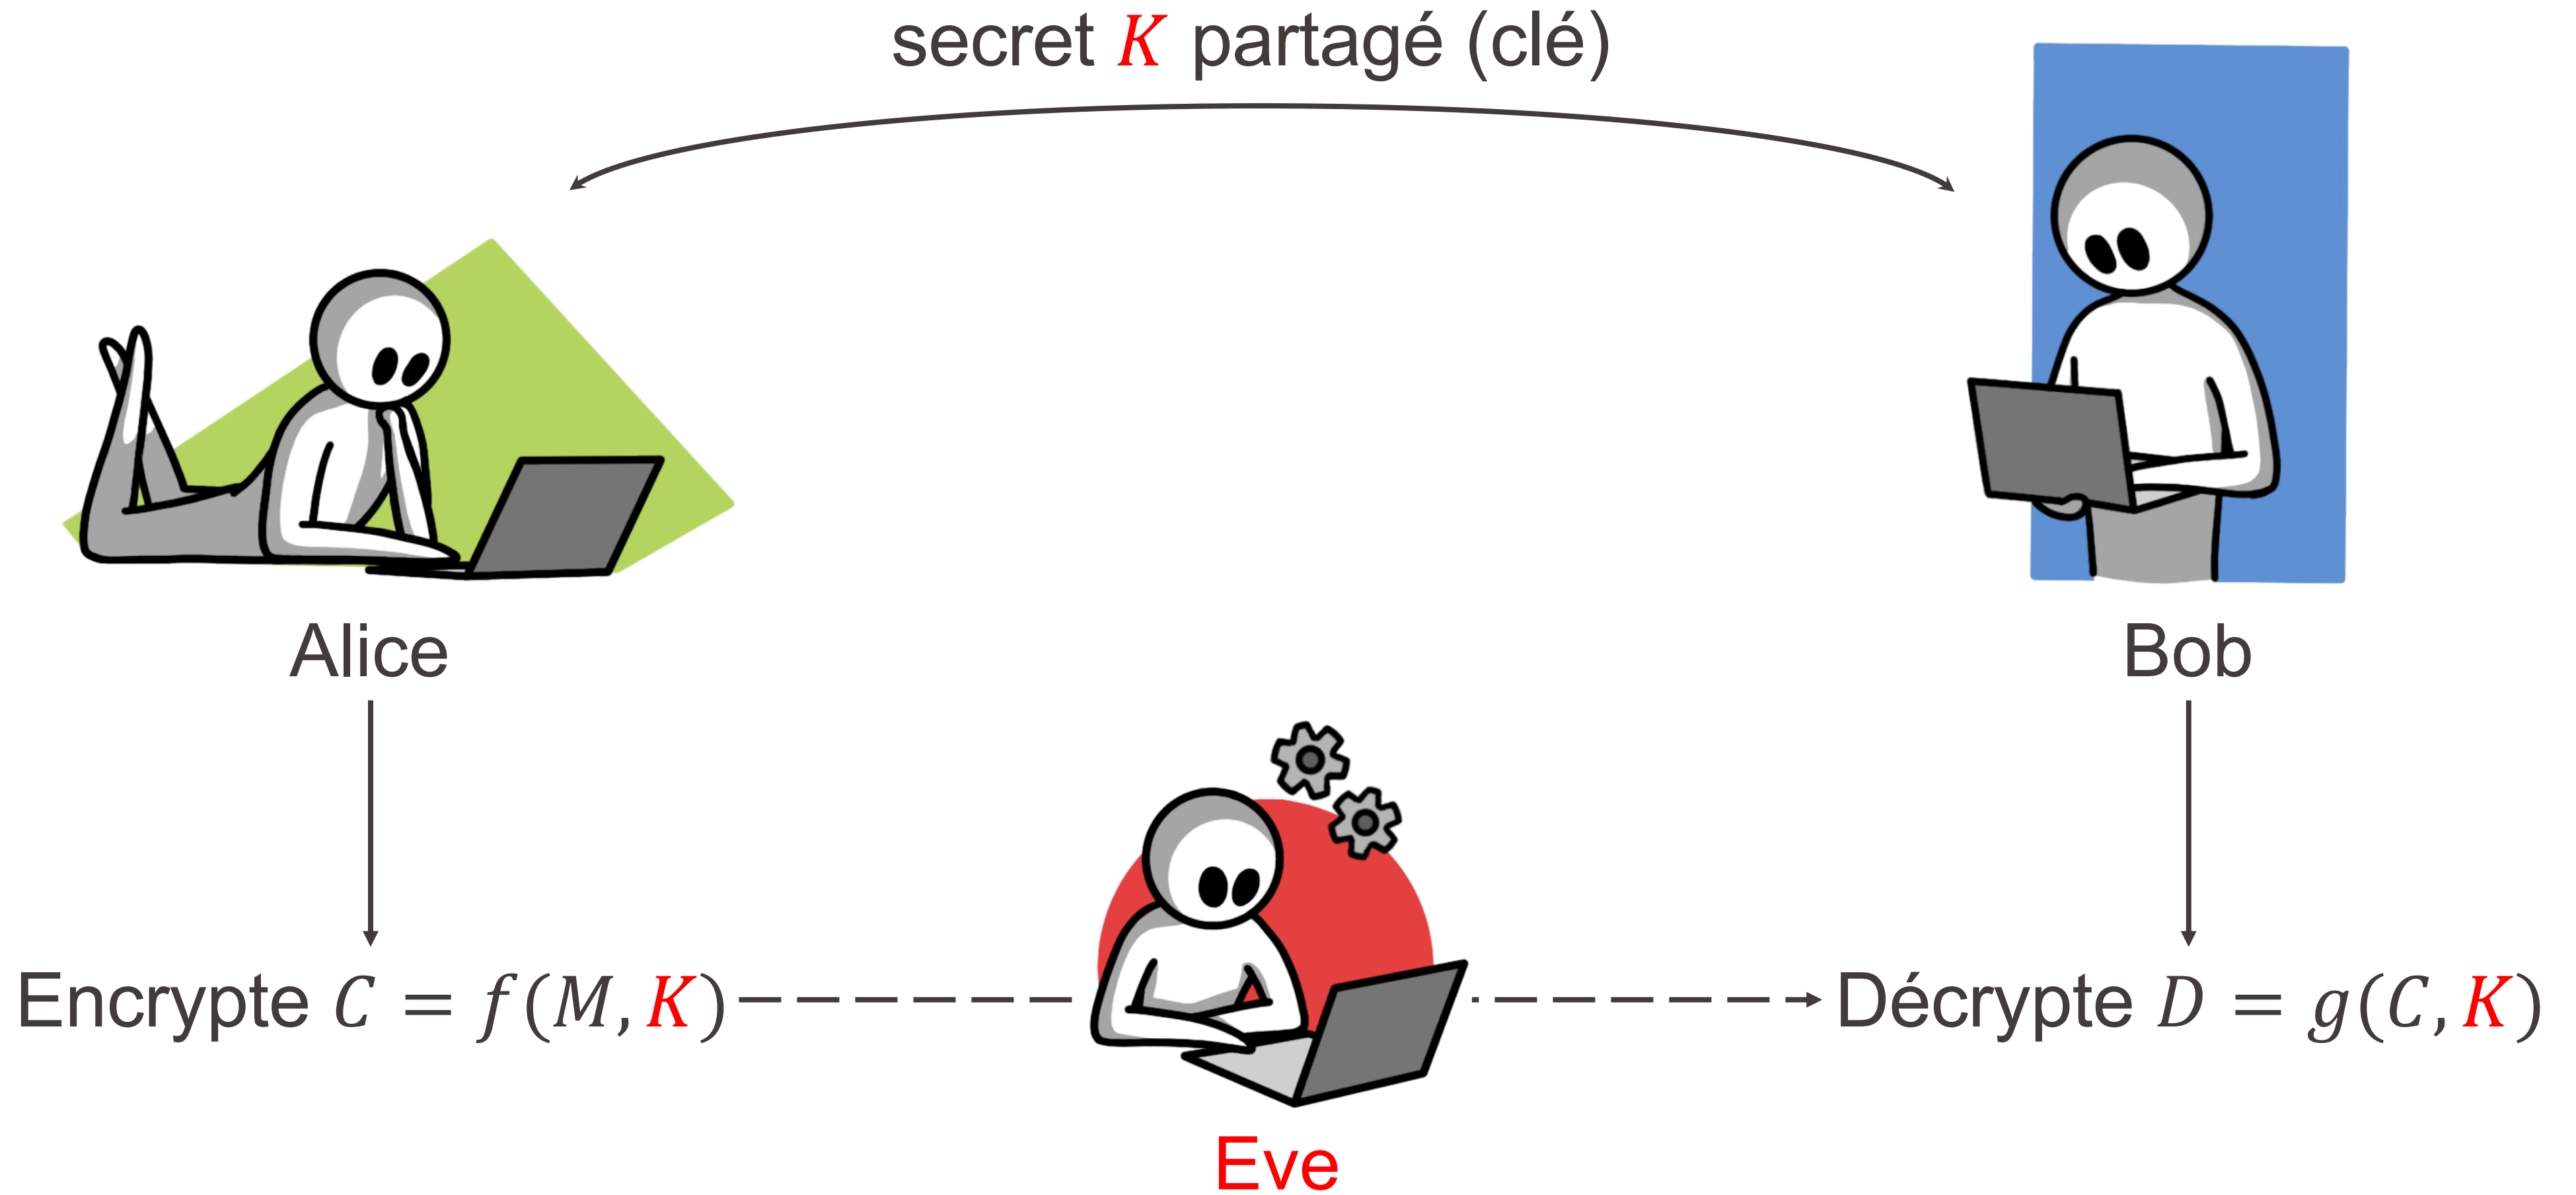 secret K partagé (clé)
Alice
Bob
Encrypte C = f(M, K)
Décrypte D = g(C, K)
Eve